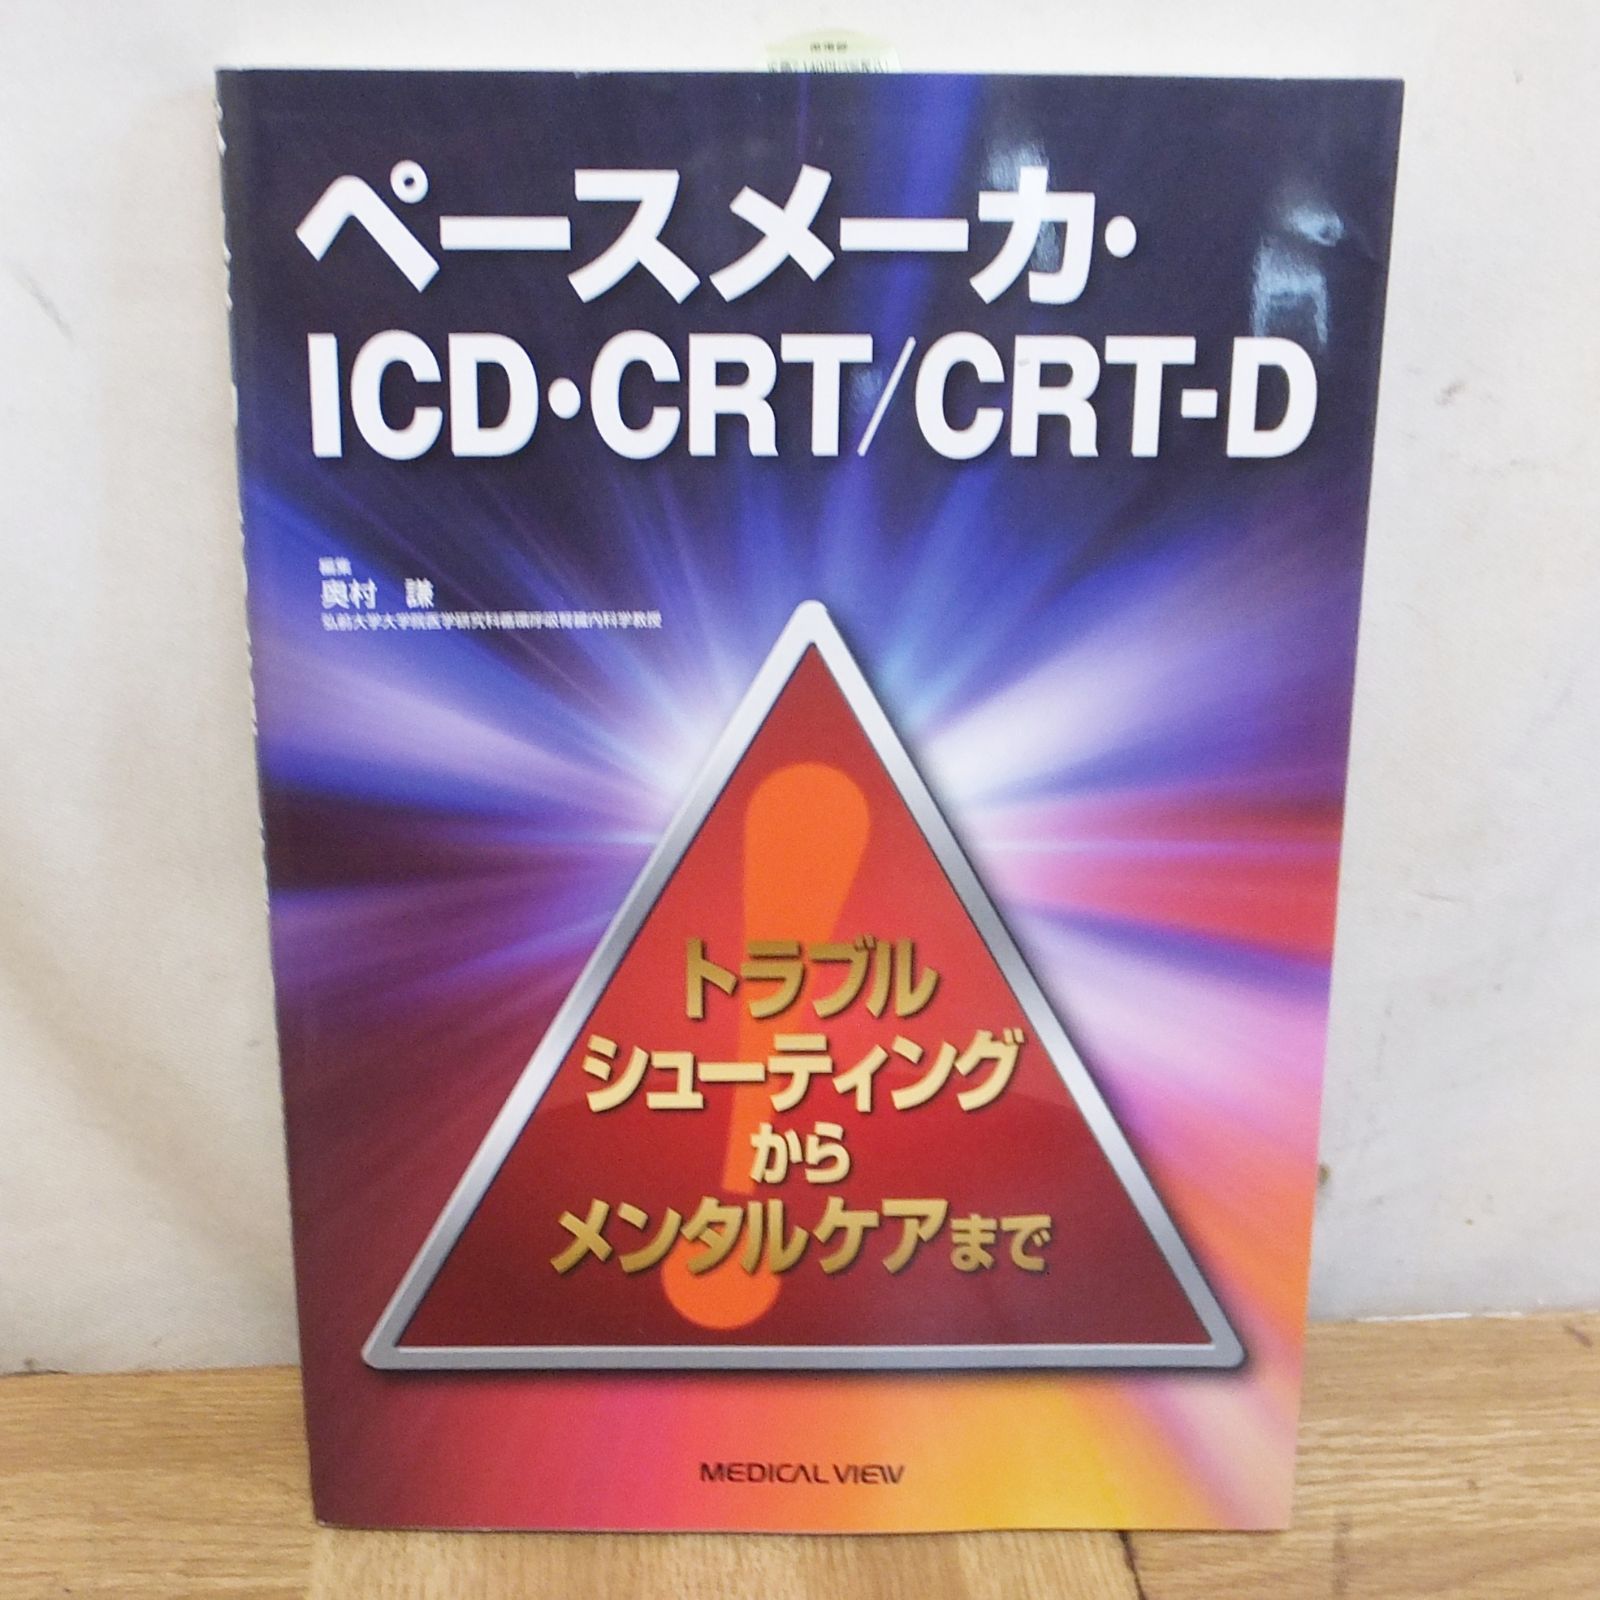 ペースメーカ・
ICD・CRT/CRT-D
編集
奥村 謙
弘前大学大学院医学研究科循環呼吸腎臓内科学教授
トラブル
シューティング
から
メンタルケアまで
MEDICAL VIEW